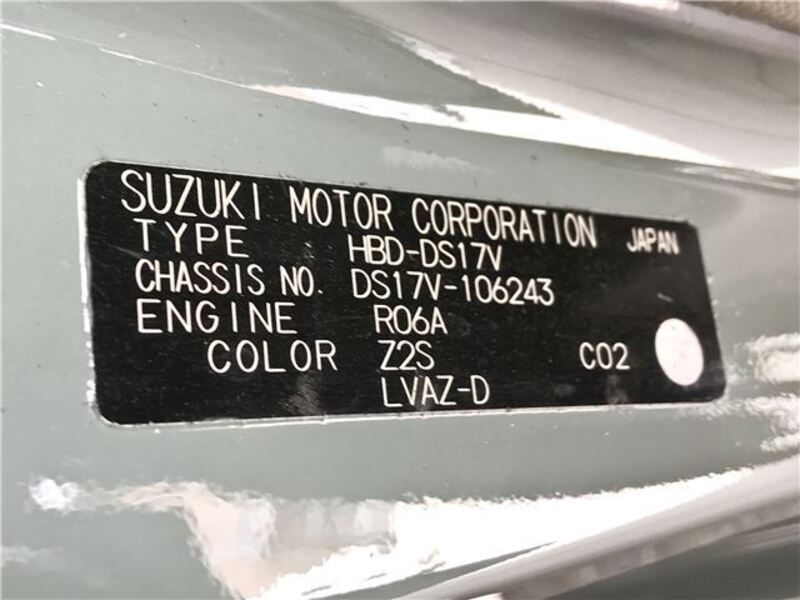 SUZUKI MOTOR CORPORATION JAPAN
TYPE HBD-DS17V
CHASSIS NO. DS17V-106243
ENGINE R06A
COLOR Z2S C02
LVAZ-D